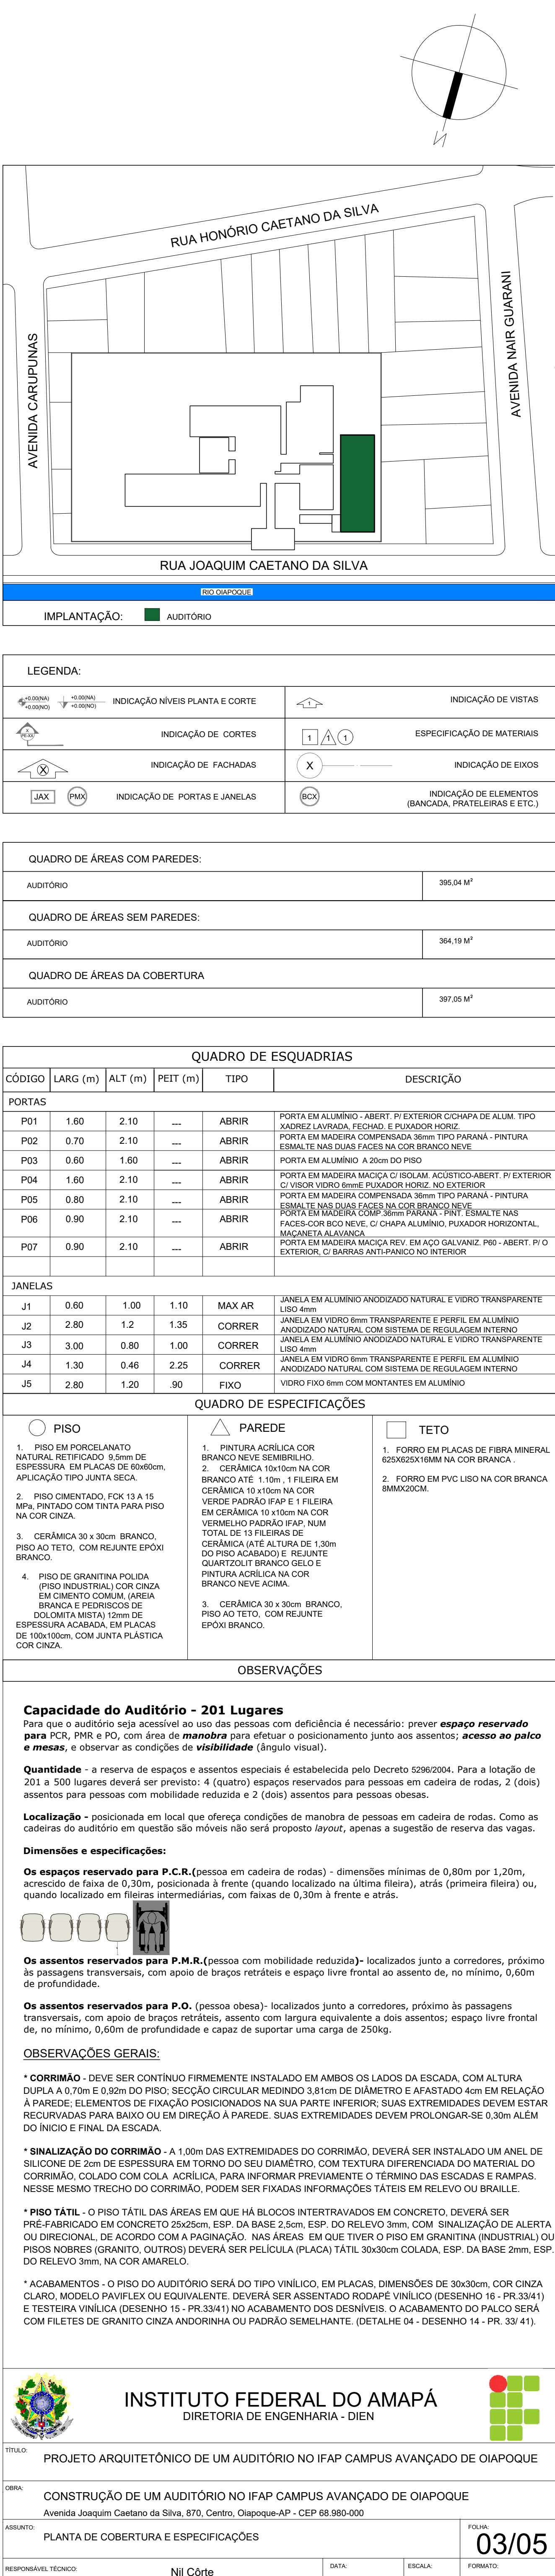 N
RUA HONÓRIO CAETANO DA SILVA
AVENIDA CARUPUNAS
AVENIDA NAIR GUARANI
RUA JOAQUIM CAETANO DA SILVA
RIO OIAPOQUE
IMPLANTAÇÃO: AUDITÓRIO
LEGENDA:
+0.00(NA) +0.00(NO) +0.00(NA) +0.00(NO) INDICAÇÃO NÍVEIS PLANTA E CORTE
1 INDICAÇÃO DE VISTAS
INDICAÇÃO DE CORTES
1 1 1 ESPECIFICAÇÃO DE MATERIAIS
X INDICAÇÃO DE FACHADAS
X INDICAÇÃO DE EIXOS
JAX PMX INDICAÇÃO DE PORTAS E JANELAS
BCX INDICAÇÃO DE ELEMENTOS
(BANCADA, PRATELEIRAS E ETC.)
QUADRO DE ÁREAS COM PAREDES:
AUDITÓRIO 395,04 M²
QUADRO DE ÁREAS SEM PAREDES:
AUDITÓRIO 364,19 M²
QUADRO DE ÁREAS DA COBERTURA
AUDITÓRIO 397,05 M²
QUADRO DE ESQUADRIAS
CÓDIGO LARG (m) ALT (m) PEIT (m) TIPO DESCRIÇÃO
PORTAS
P01 1.60 2.10 --- ABRIR PORTA EM ALUMÍNIO - ABERT. P/ EXTERIOR C/CHAPA DE ALUM. TIPO
XADREZ LAVRADA, FECHAD. E PUXADOR HORIZ.
P02 0.70 2.10 --- ABRIR PORTA EM MADEIRA COMPENSADA 36mm TIPO PARANÁ - PINTURA
ESMALTE NAS DUAS FACES NA COR BRANCO NEVE
P03 0.60 1.60 --- ABRIR PORTA EM ALUMÍNIO A 20cm DO PISO
P04 1.60 2.10 --- ABRIR PORTA EM MADEIRA MACIÇA C/ ISOLAM. ACÚSTICO-ABERT. P/ EXTERIOR
C/ VISOR VIDRO 6mmE PUXADOR HORIZ. NO EXTERIOR
P05 0.80 2.10 --- ABRIR PORTA EM MADEIRA COMPENSADA 36mm TIPO PARANÁ - PINTURA
ESMALTE NAS DUAS FACES NA COR BRANCO NEVE
P06 0.90 2.10 --- ABRIR PORTA EM MADEIRA COMP.36mm PARANÁ - PINT. ESMALTE NAS
FACES-COR BCO NEVE, C/ CHAPA ALUMÍNIO, PUXADOR HORIZONTAL,
MAÇANETA ALAVANCA
P07 0.90 2.10 --- ABRIR PORTA EM MADEIRA MACIÇA REV. EM AÇO GALVANIZ. P60 - ABERT. P/ O
EXTERIOR, C/ BARRAS ANTI-PANICO NO INTERIOR
JANELAS
J1 0.60 1.00 1.10 MAX AR JANELA EM ALUMÍNIO ANODIZADO NATURAL E VIDRO TRANSPARENTE
LISO 4mm
J2 2.80 1.2 1.35 CORRER JANELA EM VIDRO 6mm TRANSPARENTE E PERFIL EM ALUMÍNIO
ANODIZADO NATURAL COM SISTEMA DE REGULAGEM INTERNO
J3 3.00 0.80 1.00 CORRER JANELA EM ALUMÍNIO ANODIZADO NATURAL E VIDRO TRANSPARENTE
LISO 4mm
J4 1.30 0.46 2.25 CORRER JANELA EM VIDRO 6mm TRANSPARENTE E PERFIL EM ALUMÍNIO
ANODIZADO NATURAL COM SISTEMA DE REGULAGEM INTERNO
J5 2.80 1.20 .90 FIXO VIDRO FIXO 6mm COM MONTANTES EM ALUMÍNIO
QUADRO DE ESPECIFICAÇÕES
PISO
1. PISO EM PORCELANATO
NATURAL RETIFICADO 9,5mm DE
ESPESSURA EM PLACAS DE 60x60cm,
APLICAÇÃO TIPO JUNTA SECA.
2. PISO CIMENTADO, FCK 13 A 15
MPa, PINTADO COM TINTA PARA PISO
NA COR CINZA.
3. CERÂMICA 30 x 30cm BRANCO,
PISO AO TETO, COM REJUNTE EPÓXI
BRANCO.
4. PISO DE GRANITINA POLIDA
(PISO INDUSTRIAL) COR CINZA
EM CIMENTO COMUM, (AREIA
BRANCA E PEDRISCOS DE
DOLOMITA MISTA) 12mm DE
ESPESSURA ACABADA, EM PLACAS
DE 100x100cm, COM JUNTA PLÁSTICA
COR CINZA.
PAREDE
1. PINTURA ACRÍLICA COR
BRANCO NEVE SEMIBRILHO.
2. CERÂMICA 10x10cm NA COR
BRANCO ATÉ 1.10m , 1 FILEIRA EM
CERÂMICA 10 x10cm NA COR
VERDE PADRÃO IFAP E 1 FILEIRA
EM CERÂMICA 10 x10cm NA COR
VERMELHO PADRÃO IFAP, NUM
TOTAL DE 13 FILEIRAS DE
CERÂMICA (ATÉ ALTURA DE 1,30m
DO PISO ACABADO) E REJUNTE
QUARTZOLIT BRANCO GELO E
PINTURA ACRÍLICA NA COR
BRANCO NEVE ACIMA.
3. CERÂMICA 30 x 30cm BRANCO,
PISO AO TETO, COM REJUNTE
EPÓXI BRANCO.
TETO
1. FORRO EM PLACAS DE FIBRA MINERAL
625X625X16MM NA COR BRANCA .
2. FORRO EM PVC LISO NA COR BRANCA
8MMX20CM.
OBSERVAÇÕES
Capacidade do Auditório - 201 Lugares
Para que o auditório seja acessível ao uso das pessoas com deficiência é necessário: prever espaço reservado
para PCR, PMR e PO, com área de manobra para efetuar o posicionamento junto aos assentos; acesso ao palco
e mesas, e observar as condições de visibilidade (ângulo visual).
Quantidade - a reserva de espaços e assentos especiais é estabelecida pelo Decreto 5296/2004. Para a lotação de
201 a 500 lugares deverá ser previsto: 4 (quatro) espaços reservados para pessoas em cadeira de rodas, 2 (dois)
assentos para pessoas com mobilidade reduzida e 2 (dois) assentos para pessoas obesas.
Localização - posicionada em local que ofereça condições de manobra de pessoas em cadeira de rodas. Como as
cadeiras do auditório em questão são móveis não será proposto layout, apenas a sugestão de reserva das vagas.
Dimensões e especificações:
Os espaços reservado para P.C.R.(pessoa em cadeira de rodas) - dimensões mínimas de 0,80m por 1,20m,
acrescido de faixa de 0,30m, posicionada à frente (quando localizado na última fileira), atrás (primeira fileira) ou,
quando localizado em fileiras intermediárias, com faixas de 0,30m à frente e atrás.
Os assentos reservados para P.M.R.(pessoa com mobilidade reduzida)- localizados junto a corredores, próximo
às passagens transversais, com apoio de braços retráteis e espaço livre frontal ao assento de, no mínimo, 0,60m
de profundidade.
Os assentos reservados para P.O. (pessoa obesa)- localizados junto a corredores, próximo às passagens
transversais, com apoio de braços retráteis, assento com largura equivalente a dois assentos; espaço livre frontal
de, no mínimo, 0,60m de profundidade e capaz de suportar uma carga de 250kg.
OBSERVAÇÕES GERAIS:
* CORRIMÃO - DEVE SER CONTÍNUO FIRMEMENTE INSTALADO EM AMBOS OS LADOS DA ESCADA, COM ALTURA
DUPLA A 0,70m E 0,92m DO PISO; SECÇÃO CIRCULAR MEDINDO 3,81cm DE DIÂMETRO E AFASTADO 4cm EM RELAÇÃO
À PAREDE; ELEMENTOS DE FIXAÇÃO POSICIONADOS NA SUA PARTE INFERIOR; SUAS EXTREMIDADES DEVEM ESTAR
RECURVADAS PARA BAIXO OU EM DIREÇÃO À PAREDE. SUAS EXTREMIDADES DEVEM PROLONGAR-SE 0,30m ALÉM
DO ÍNICIO E FINAL DA ESCADA.
* SINALIZAÇÂO DO CORRIMÃO - A 1,00m DAS EXTREMIDADES DO CORRIMÃO, DEVERÁ SER INSTALADO UM ANEL DE
SILICONE DE 2cm DE ESPESSURA EM TORNO DO SEU DIAMÊTRO, COM TEXTURA DIFERENCIADA DO MATERIAL DO
CORRIMÃO, COLADO COM COLA ACRÍLICA, PARA INFORMAR PREVIAMENTE O TÉRMINO DAS ESCADAS E RAMPAS.
NESSE MESMO TRECHO DO CORRIMÃO, PODEM SER FIXADAS INFORMAÇÕES TÁTEIS EM RELEVO OU BRAILLE.
* PISO TÁTIL - O PISO TÁTIL DAS ÁREAS EM QUE HÁ BLOCOS INTERTRAVADOS EM CONCRETO, DEVERÁ SER
PRÉ-FABRICADO EM CONCRETO 25x25cm, ESP. DA BASE 2,5cm, ESP. DO RELEVO 3mm, COM SINALIZAÇÃO DE ALERTA
OU DIRECIONAL, DE ACORDO COM A PAGINAÇÃO. NAS ÁREAS EM QUE TIVER O PISO EM GRANITINA (INDUSTRIAL) OU
PISOS NOBRES (GRANITO, OUTROS) DEVERÁ SER PELÍCULA (PLACA) TÁTIL 30x30cm COLADA, ESP. DA BASE 2mm, ESP.
DO RELEVO 3mm, NA COR AMARELO.
* ACABAMENTOS - O PISO DO AUDITÓRIO SERÁ DO TIPO VINÍLICO, EM PLACAS, DIMENSÕES DE 30x30cm, COR CINZA
CLARO, MODELO PAVIFLEX OU EQUIVALENTE. DEVERÁ SER ASSENTADO RODAPÉ VINÍLICO (DESENHO 16 - PR.33/41)
E TESTEIRA VINÍLICA (DESENHO 15 - PR.33/41) NO ACABAMENTO DOS DESNÍVEIS. O ACABAMENTO DO PALCO SERÁ
COM FILETES DE GRANITO CINZA ANDORINHA OU PADRÃO SEMELHANTE. (DETALHE 04 - DESENHO 14 - PR. 33/ 41).
INSTITUTO FEDERAL DO AMAPÁ
DIRETORIA DE ENGENHARIA - DIEN
TÍTULO:
PROJETO ARQUITETÔNICO DE UM AUDITÓRIO NO IFAP CAMPUS AVANÇADO DE OIAPOQUE
OBRA:
CONSTRUÇÃO DE UM AUDITÓRIO NO IFAP CAMPUS AVANÇADO DE OIAPOQUE
Avenida Joaquim Caetano da Silva, 870, Centro, Oiapoque-AP - CEP 68.980-000
ASSUNTO:
PLANTA DE COBERTURA E ESPECIFICAÇÕES
FOLHA:
03/05
RESPONSÁVEL TÉCNICO:
Nil Côrte
DATA:
ESCALA:
FORMATO: